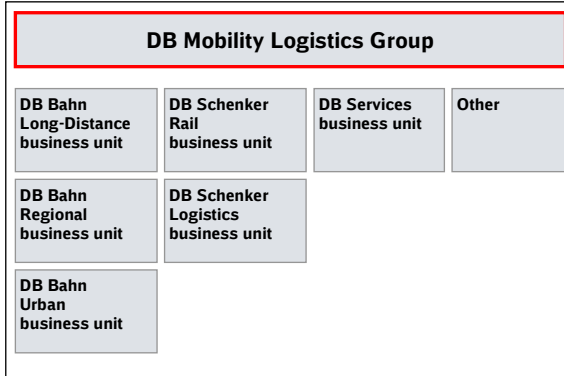 DB Mobility Logistics Group
DB Bahn
Long-Distance
business unit
DB Schenker
Rail
business unit
DB Services
business unit
Other
DB Bahn
Regional
business unit
DB Schenker
Logistics
business unit
DB Bahn
Urban
business unit